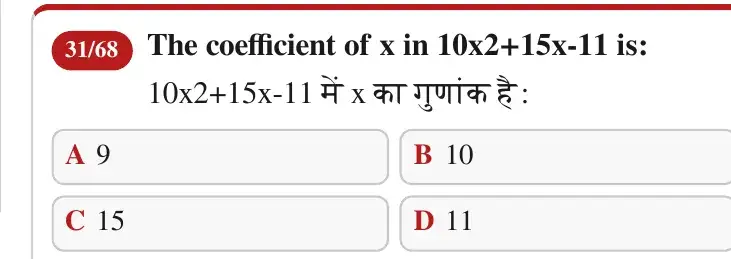 31/68 The coefficient of x in 10x2+15x-11 is:
10x2+15x-11 में x का गुणांक है :
A 9
B 10
C 15
D 11